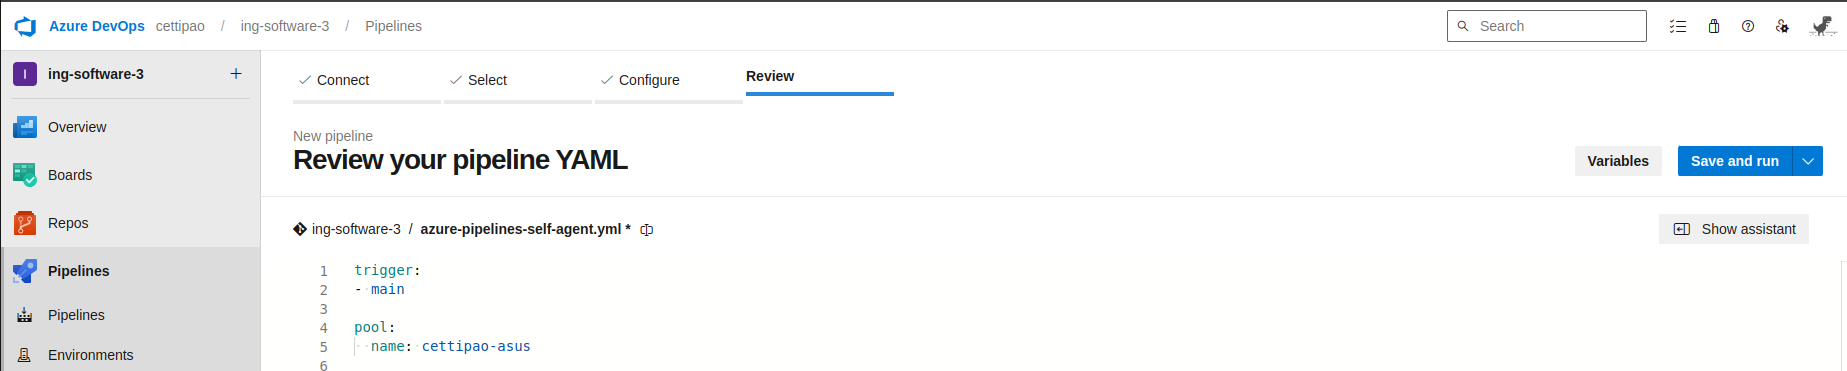 Azure DevOps cettipao / ing-software-3 / Pipelines
Search
I ing-software-3 +
Overview
Boards
Repos
Pipelines
Pipelines
Environments
Connect Select Configure Review
New pipeline
Review your pipeline YAML
Variables Save and run
ing-software-3 / azure-pipelines-self-agent.yml *
Show assistant
1 trigger:
2 - main
3
4 pool:
5   name: cettipao-asus
6